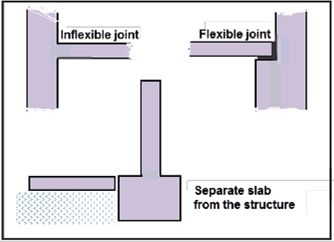 Inflexible joint
Flexible joint
Separate slab
from the structure